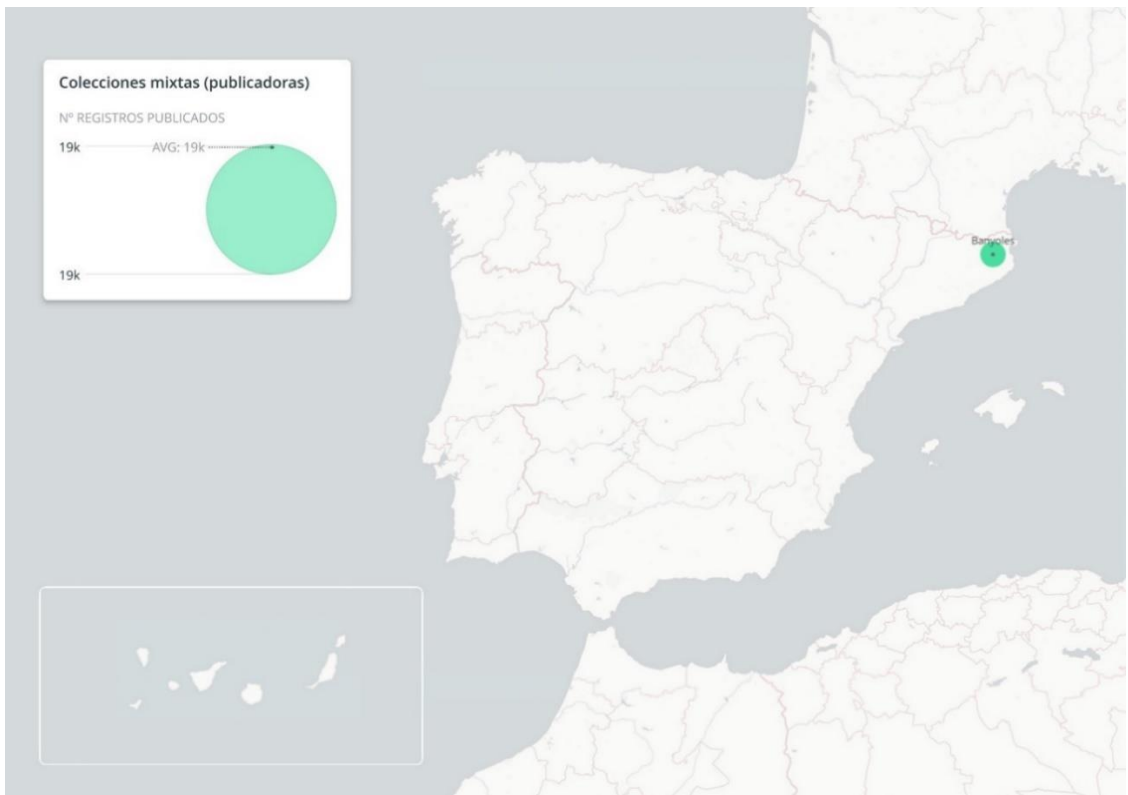 Colecciones mixtas (publicadoras)
Nº REGISTROS PUBLICADOS
19k
AVG: 19k
19k
Banyoles